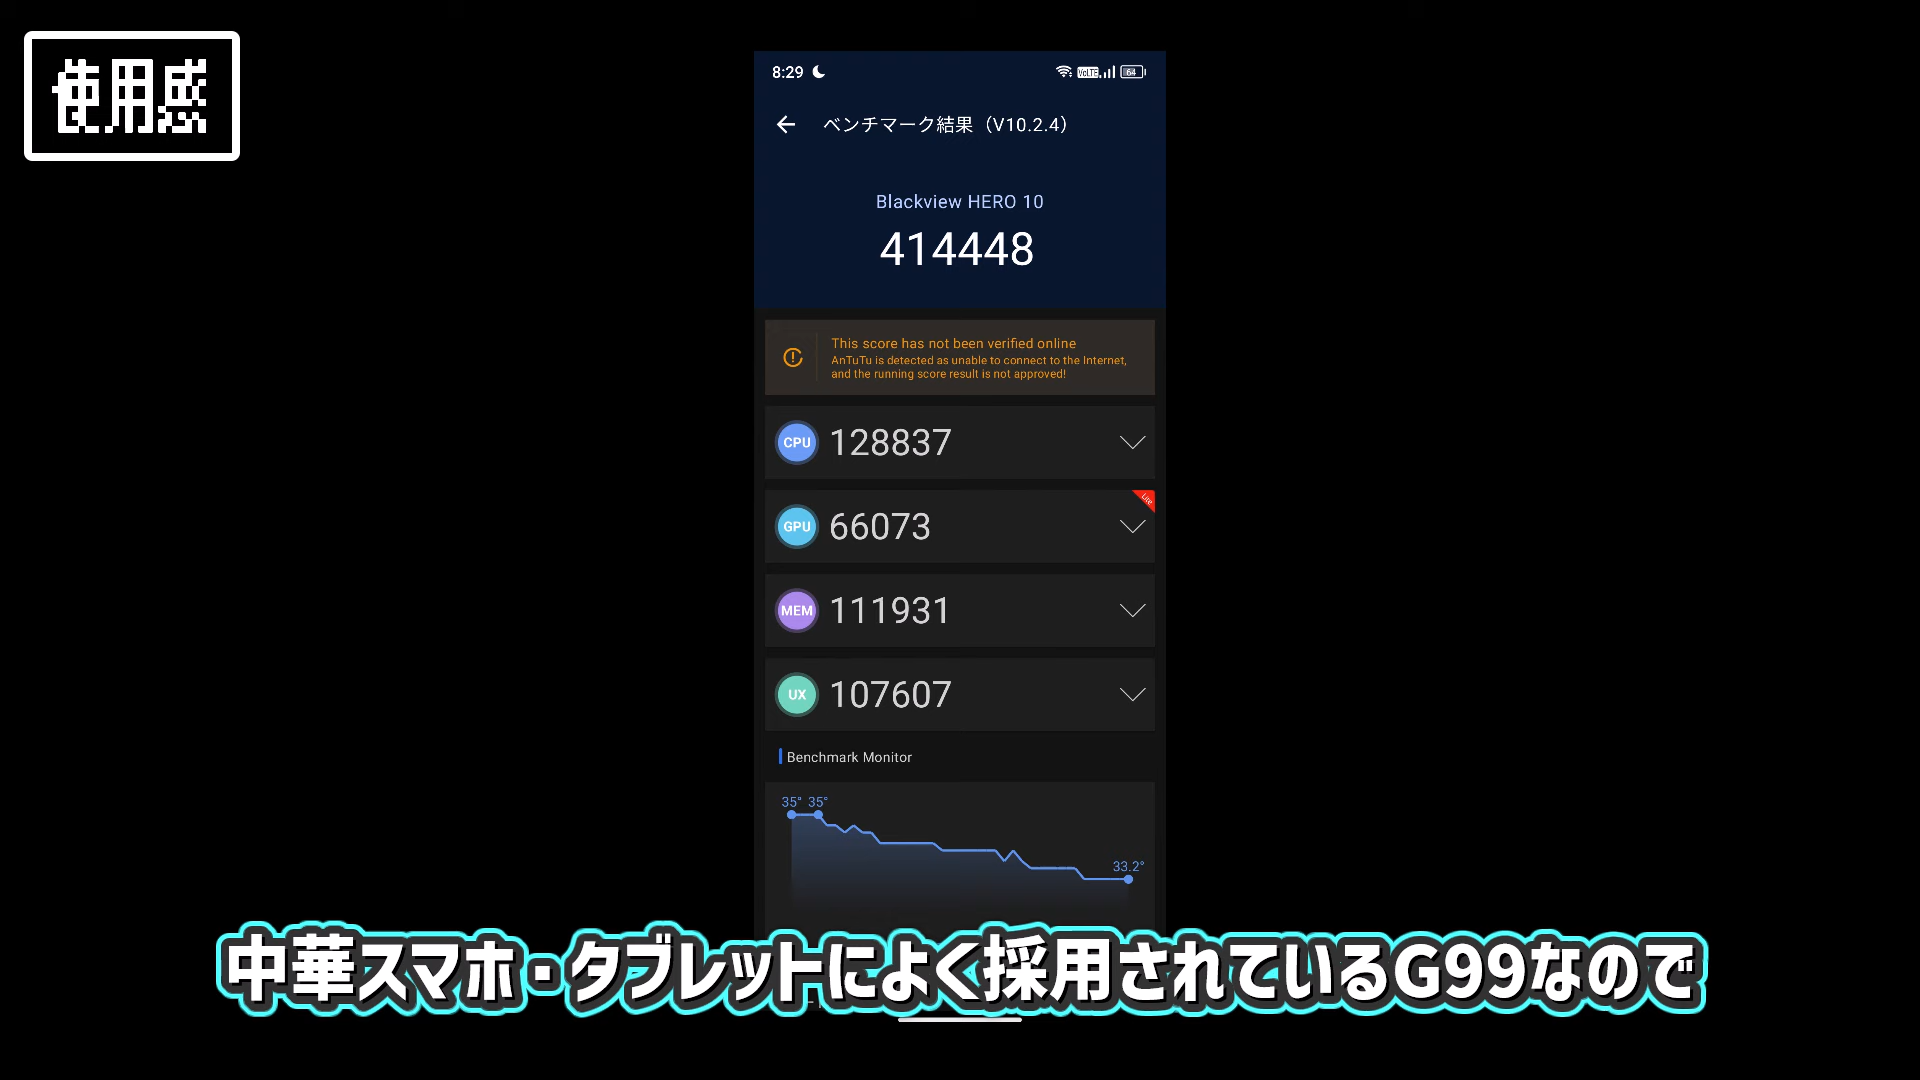 使用感
8:29
VoLTE
64
ベンチマーク結果（V10.2.4）
Blackview HERO 10
414448
This score has not been verified online
AnTuTu is detected as unable to connect to the Internet,
and the running score result is not approved!
CPU 128837
Lite
GPU 66073
MEM 111931
UX 107607
Benchmark Monitor
35° 35°
33.2°
中華スマホ・タブレットによく採用されているG99なので